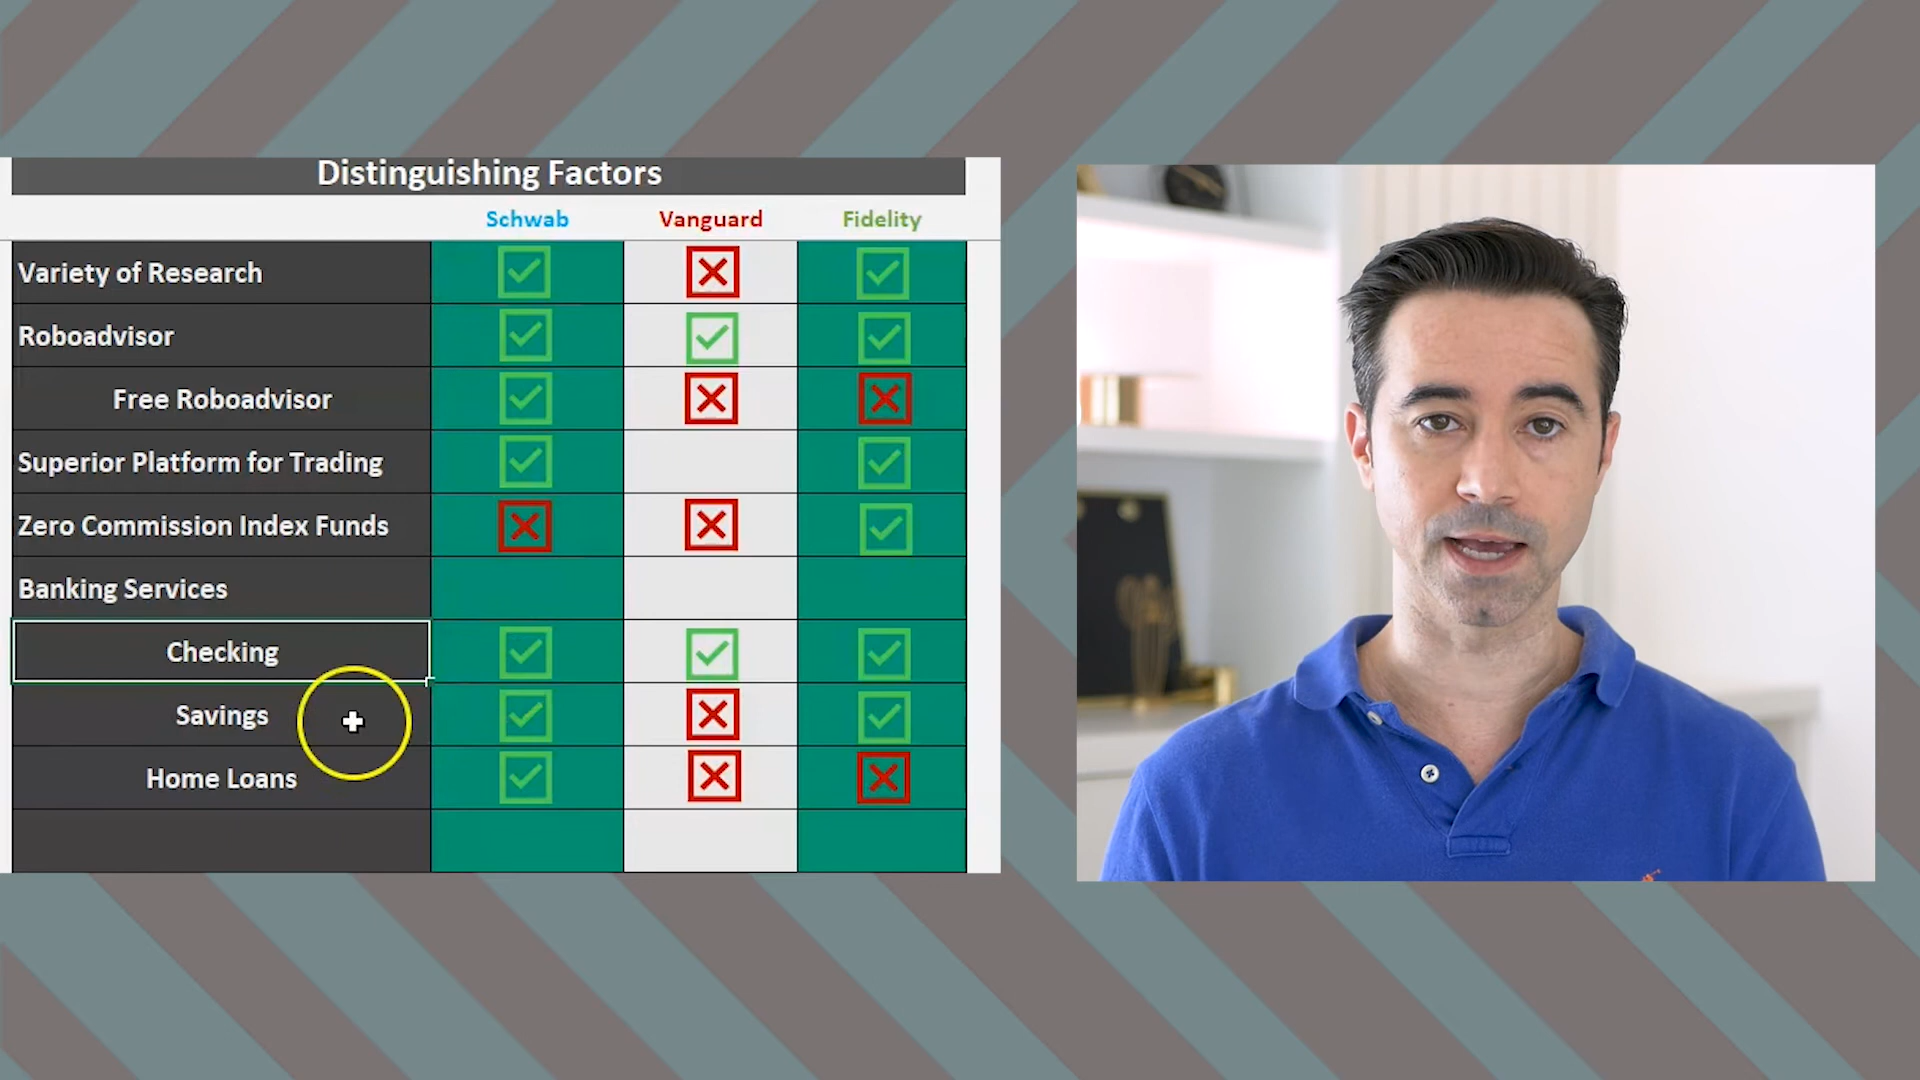 Distinguishing Factors
Schwab Vanguard Fidelity
Variety of Research
Roboadvisor
Free Roboadvisor
Superior Platform for Trading
Zero Commission Index Funds
Banking Services
Checking
Savings
Home Loans